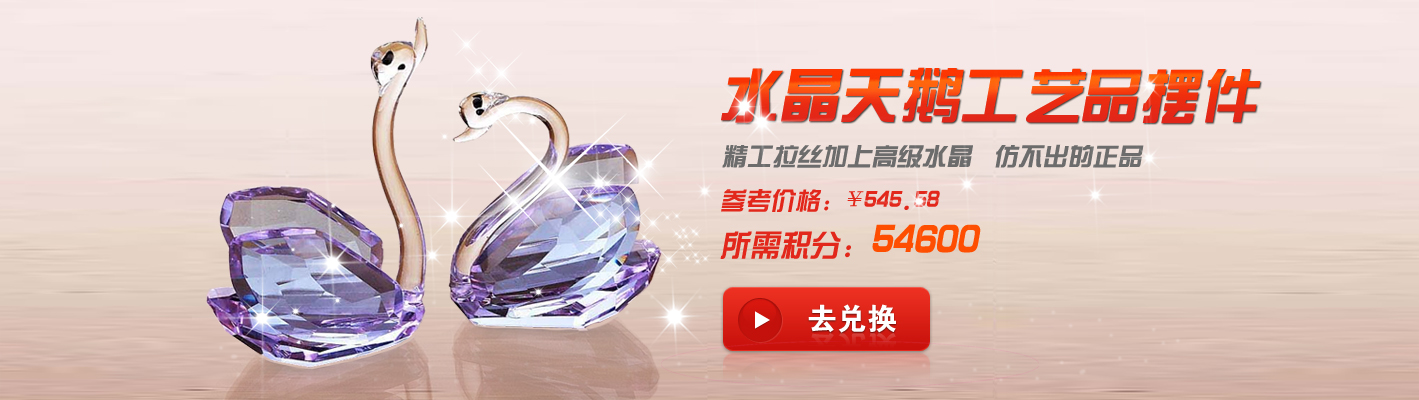 水晶天鹅工艺品摆件
精工拉丝加上高级水晶 仿不出的正品
参考价格：￥545.58
所需积分：54600
去兑换